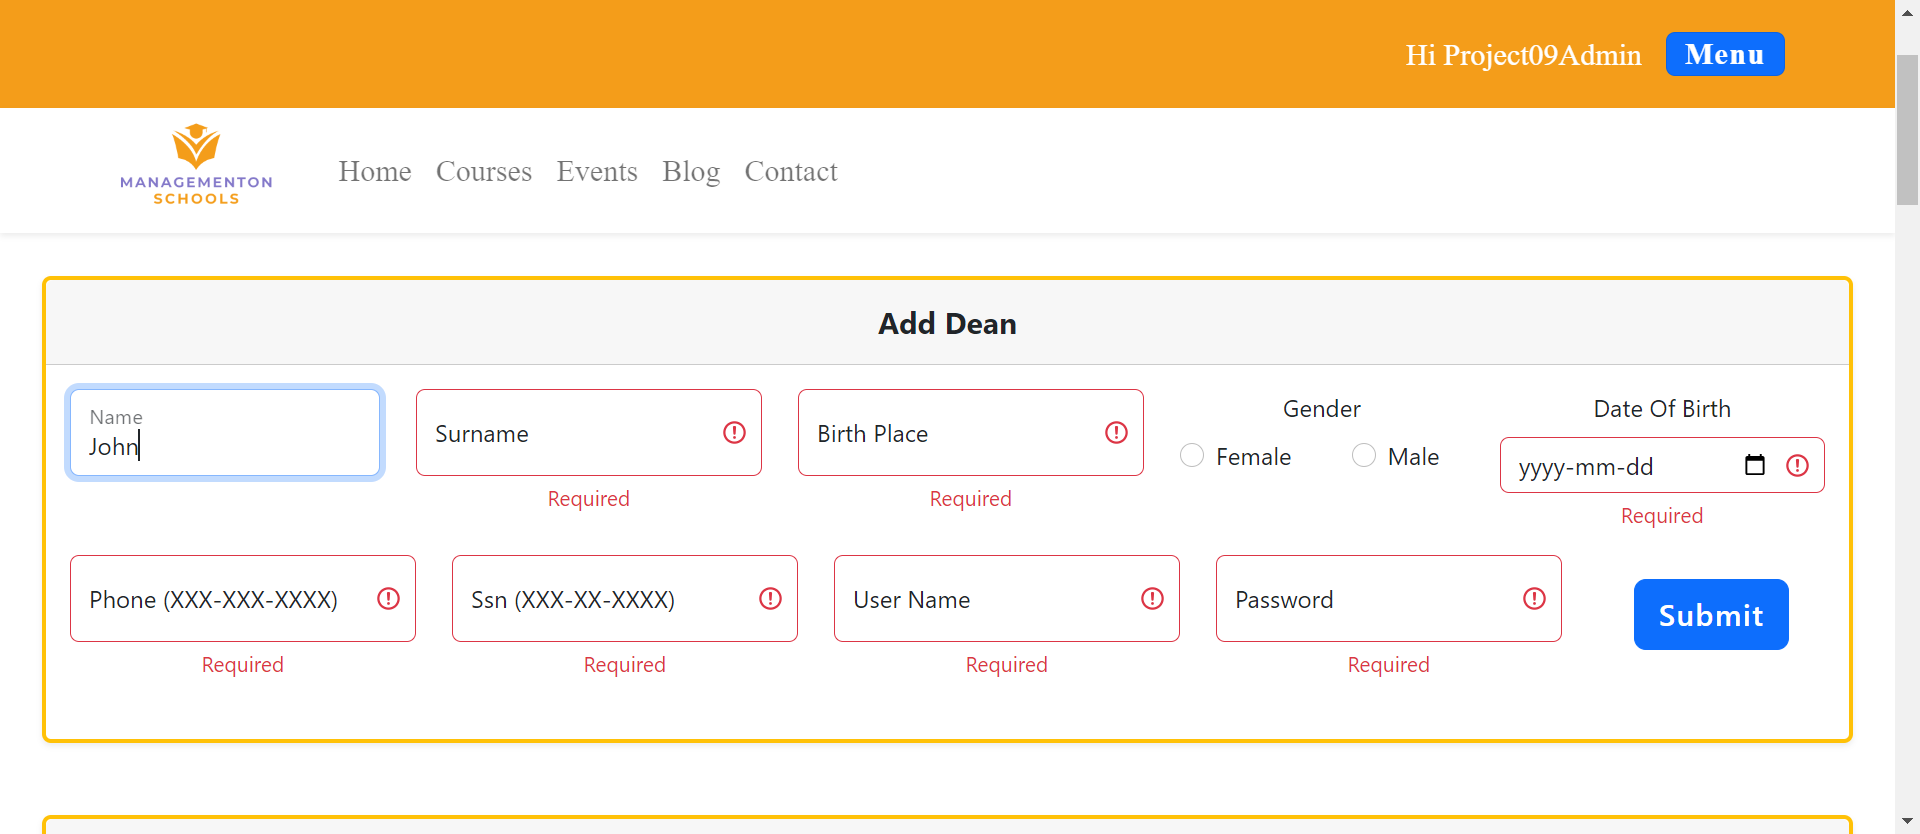 Hi Project09Admin Menu
MANAGEMENTON
SCHOOLS
Home Courses Events Blog Contact
Add Dean
Name
John
Surname
Required
Birth Place
Required
Gender
Female Male
Date Of Birth
yyyy-mm-dd
Required
Phone (XXX-XXX-XXXX)
Required
Ssn (XXX-XX-XXXX)
Required
User Name
Required
Password
Required
Submit